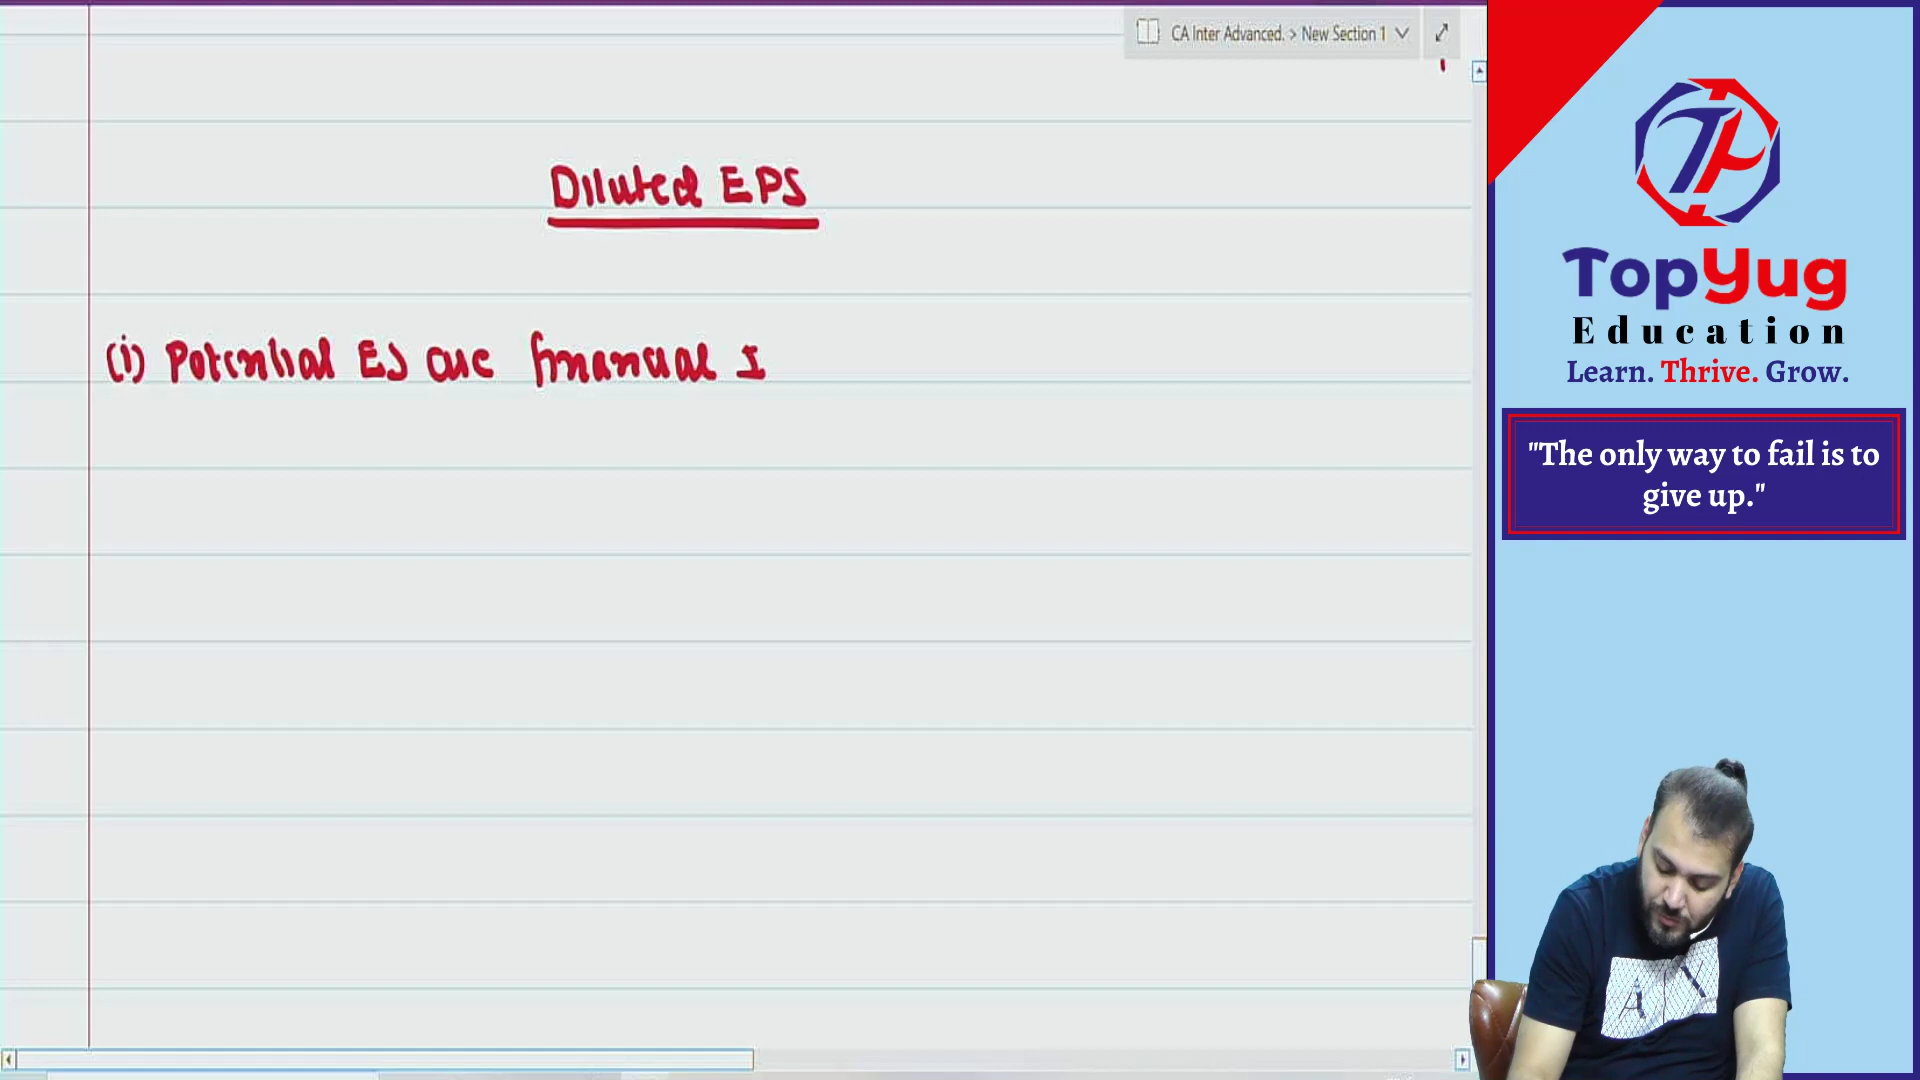 CA Inter Advanced. > New Section 1
Diluted EPS
(i) Potential ES are financial I
TopYug
Education
Learn. Thrive. Grow.
"The only way to fail is to
give up."
A X